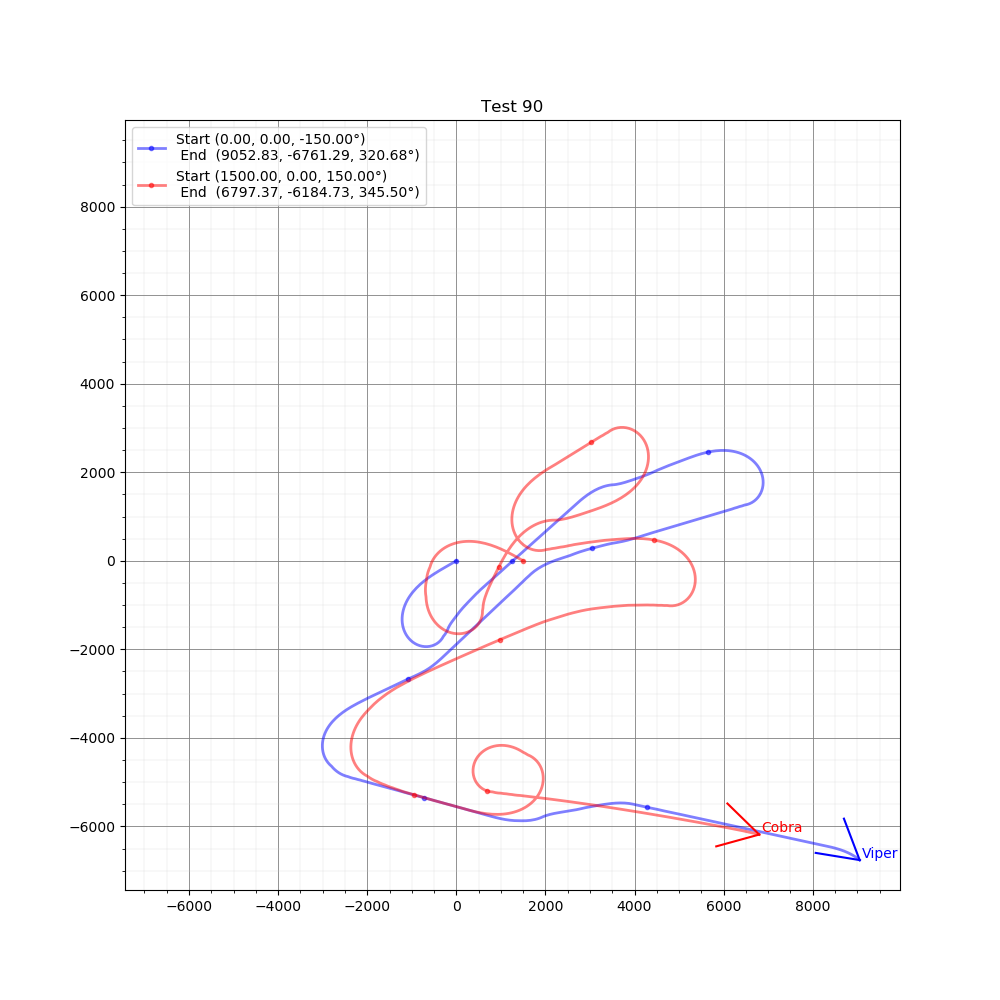 Test 90
Start (0.00, 0.00, -150.00°)
End (9052.83, -6761.29, 320.68°)
Start (1500.00, 0.00, 150.00°)
End (6797.37, -6184.73, 345.50°)
8000
6000
4000
2000
0
−2000
−4000
−6000
Cobra
Viper
−6000 −4000 −2000 0 2000 4000 6000 8000